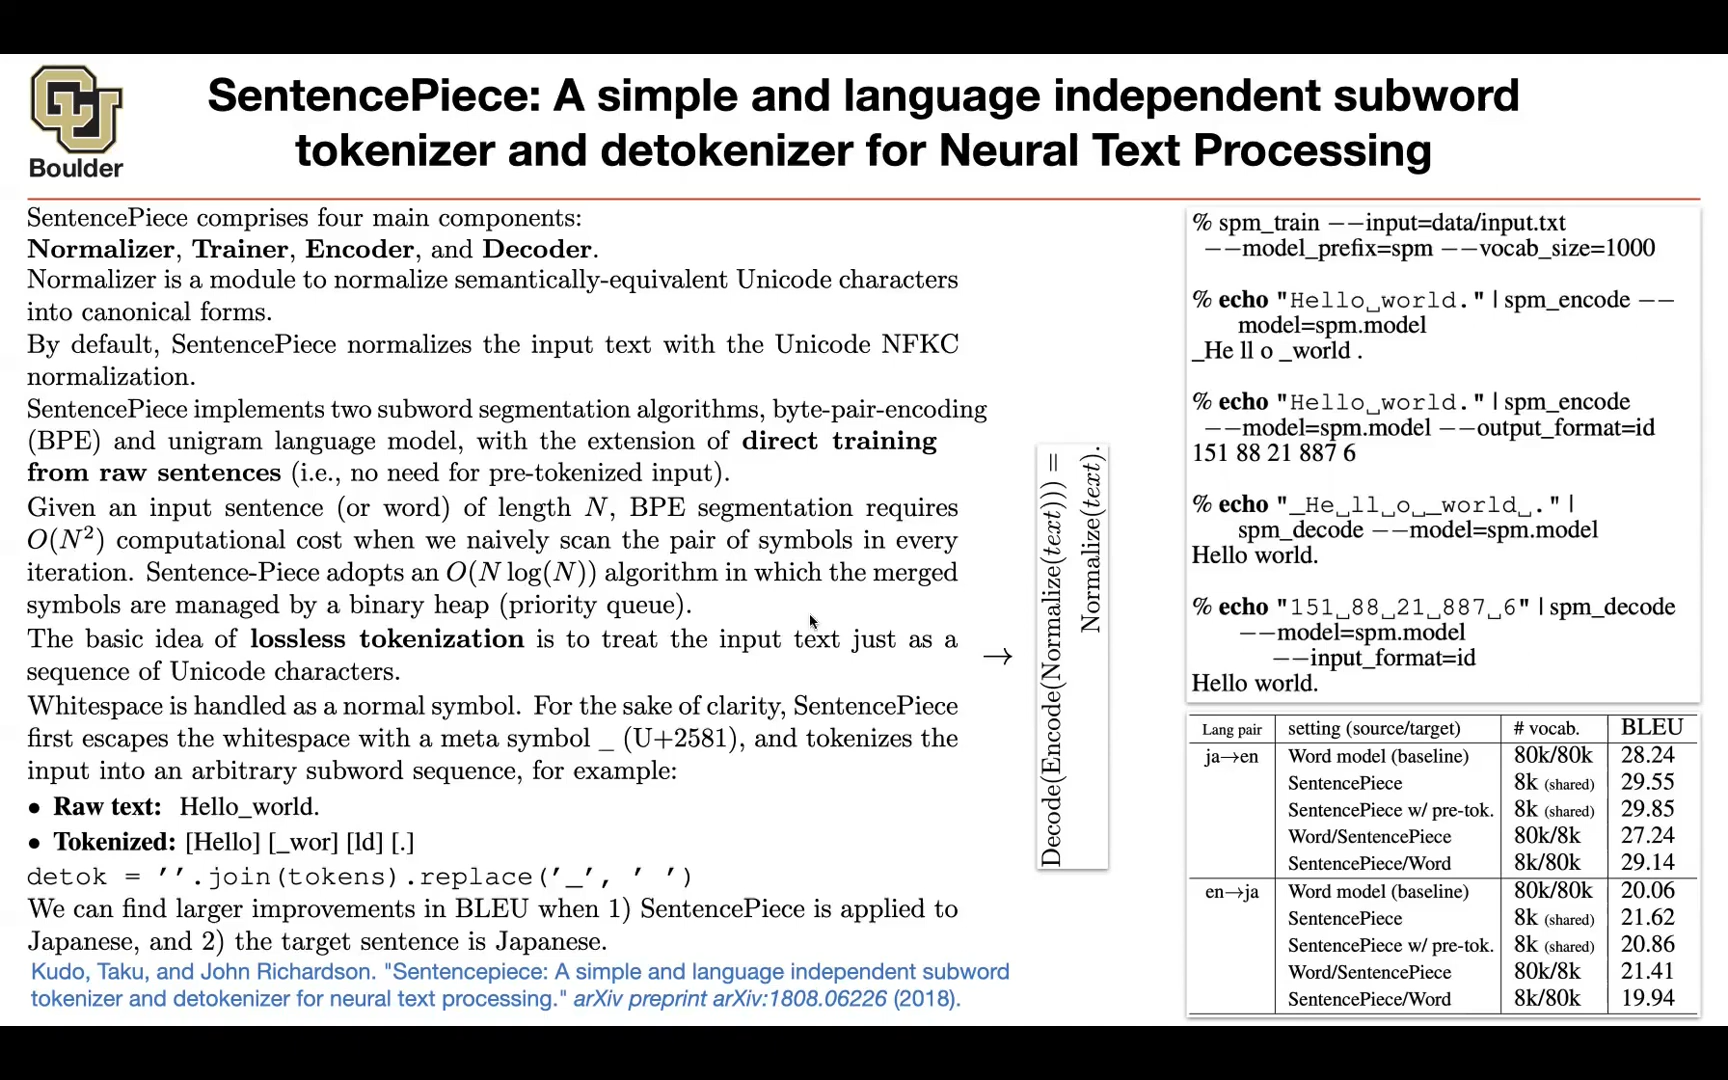 CU
Boulder
SentencePiece: A simple and language independent subword
tokenizer and detokenizer for Neural Text Processing
SentencePiece comprises four main components:
Normalizer, Trainer, Encoder, and Decoder.
Normalizer is a module to normalize semantically-equivalent Unicode characters
into canonical forms.
By default, SentencePiece normalizes the input text with the Unicode NFKC
normalization.
SentencePiece implements two subword segmentation algorithms, byte-pair-encoding
(BPE) and unigram language model, with the extension of direct training
from raw sentences (i.e., no need for pre-tokenized input).
Given an input sentence (or word) of length N, BPE segmentation requires
O(N²) computational cost when we naively scan the pair of symbols in every
iteration. Sentence-Piece adopts an O(N log(N)) algorithm in which the merged
symbols are managed by a binary heap (priority queue).
The basic idea of lossless tokenization is to treat the input text just as a
sequence of Unicode characters.
→
Decode(Encode(Normalize(text))) =
Normalize(text).
Whitespace is handled as a normal symbol. For the sake of clarity, SentencePiece
first escapes the whitespace with a meta symbol _ (U+2581), and tokenizes the
input into an arbitrary subword sequence, for example:
• Raw text: Hello_world.
• Tokenized: [Hello] [_wor] [ld] [.]
detok = ’’.join(tokens).replace(’_’, ’ ’)
We can find larger improvements in BLEU when 1) SentencePiece is applied to
Japanese, and 2) the target sentence is Japanese.
Kudo, Taku, and John Richardson. "Sentencepiece: A simple and language independent subword
tokenizer and detokenizer for neural text processing." arXiv preprint arXiv:1808.06226 (2018).
% spm_train −−input=data/input.txt
−−model_prefix=spm −−vocab_size=1000
% echo "Hello␣world." | spm_encode −−
model=spm.model
_He ll o _world .
% echo "Hello␣world." | spm_encode
−−model=spm.model −−output_format=id
151 88 21 887 6
% echo "_He␣ll␣o␣_world␣." |
spm_decode −−model=spm.model
Hello world.
% echo "151␣88␣21␣887␣6" | spm_decode
−−model=spm.model
−−input_format=id
Hello world.
Lang pair setting (source/target) # vocab. BLEU
ja→en Word model (baseline) 80k/80k 28.24
SentencePiece 8k (shared) 29.55
SentencePiece w/ pre-tok. 8k (shared) 29.85
Word/SentencePiece 80k/8k 27.24
SentencePiece/Word 8k/80k 29.14
en→ja Word model (baseline) 80k/80k 20.06
SentencePiece 8k (shared) 21.62
SentencePiece w/ pre-tok. 8k (shared) 20.86
Word/SentencePiece 80k/8k 21.41
SentencePiece/Word 8k/80k 19.94